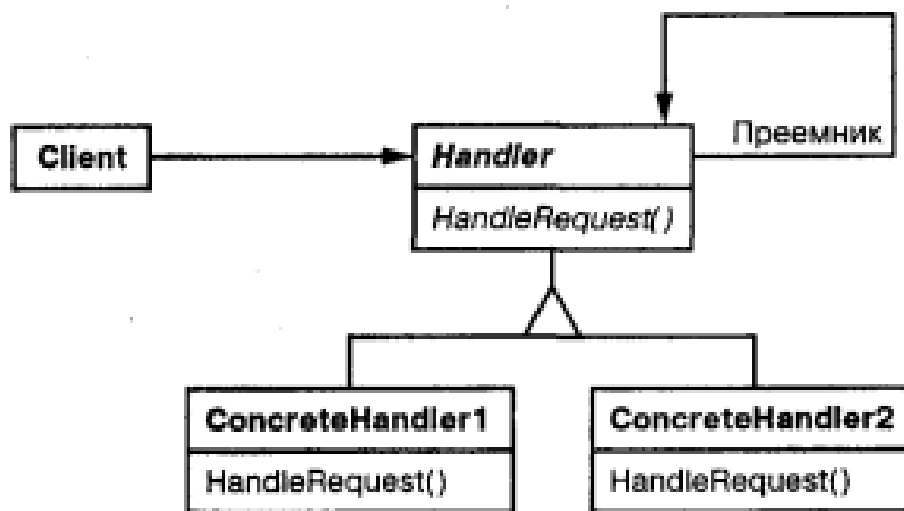 Преемник
Client
Handler
HandleRequest()
ConcreteHandler1
ConcreteHandler2
HandleRequest()
HandleRequest()